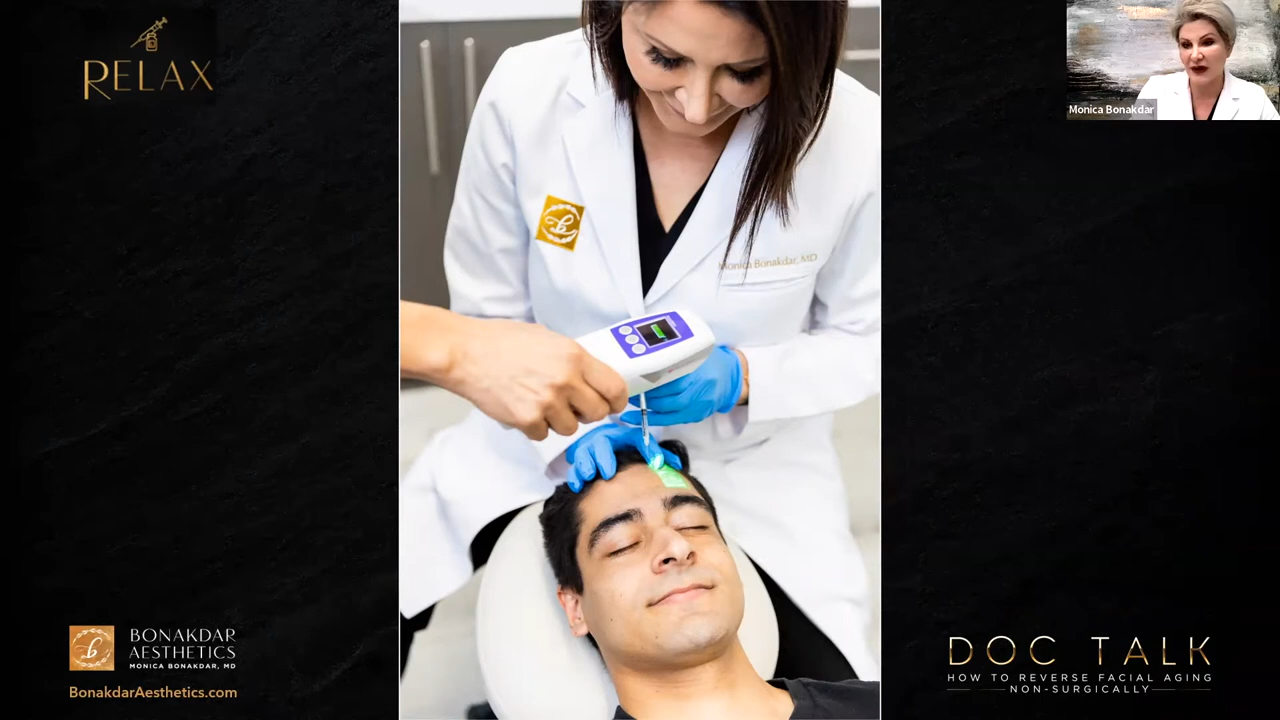 RELAX
Monica Bonakdar
Monica Bonakdar, MD
BONAKDAR
AESTHETICS
MONICA BONAKDAR, MD
BonakdarAesthetics.com
DOC TALK
HOW TO REVERSE FACIAL AGING
NON-SURGICALLY